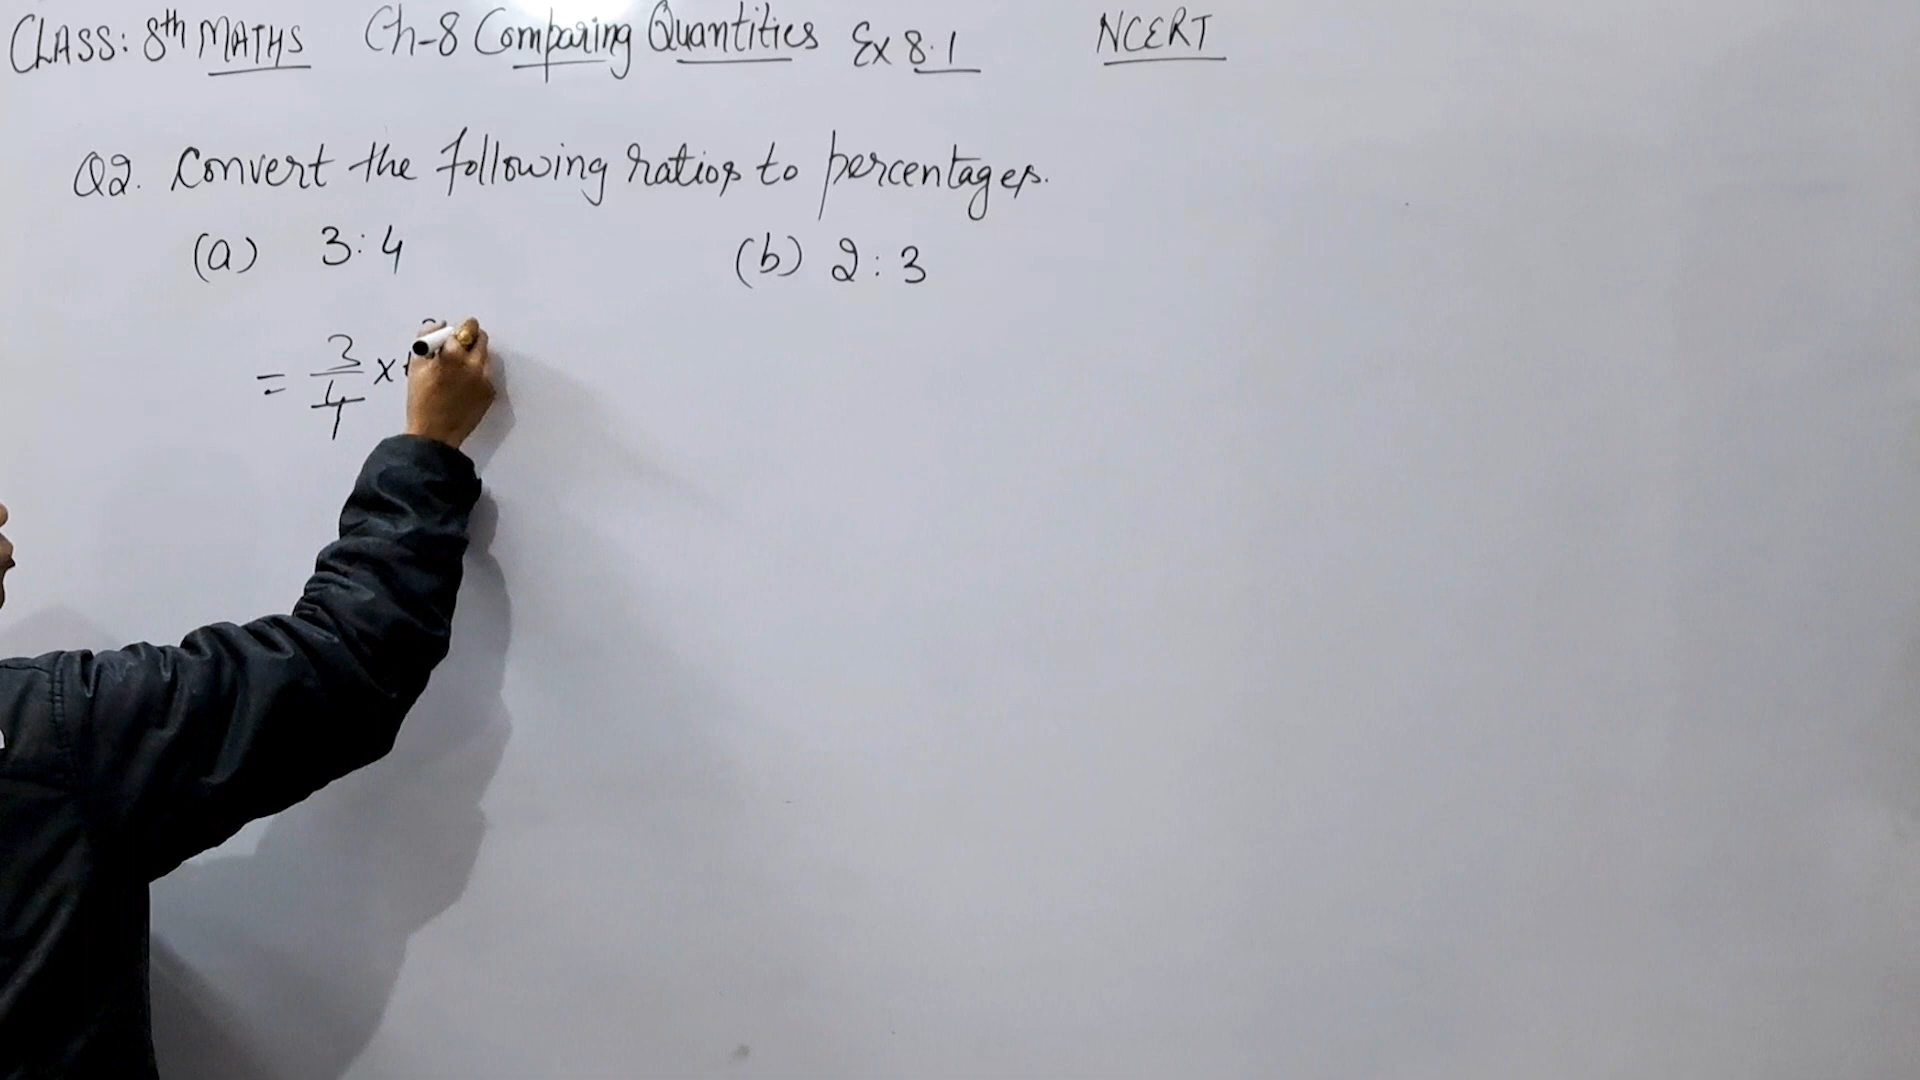 CLASS: 8th MATHS Ch-8 Comparing Quantities Ex 8.1 NCERT
Q2. Convert the following ratios to percentages.
(a) 3:4 (b) 2:3
= 3/4 x